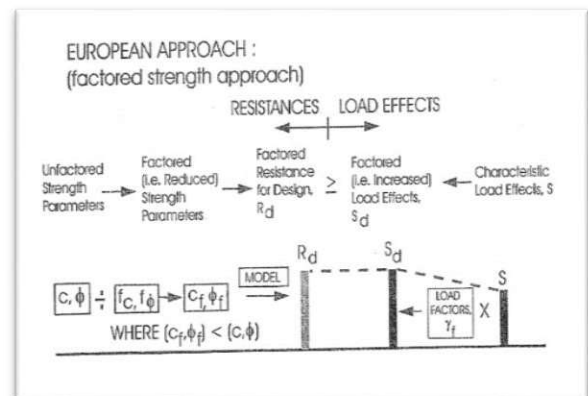 EUROPEAN APPROACH :
(factored strength approach)
RESISTANCES | LOAD EFFECTS
Unfactored
Strength
Parameters
Factored
(i.e. Reduced)
Strength
Parameters
Factored
Resistance
for Design,
Rd
≥
Factored
(i.e. Increased)
Load Effects,
Sd
Characteristic
Load Effects, S
Rd
Sd
S
c, ϕ ÷ fc, fϕ → cf, ϕf
MODEL
LOAD
FACTORS,
γf
X
WHERE (cf,ϕf) < (c,ϕ)